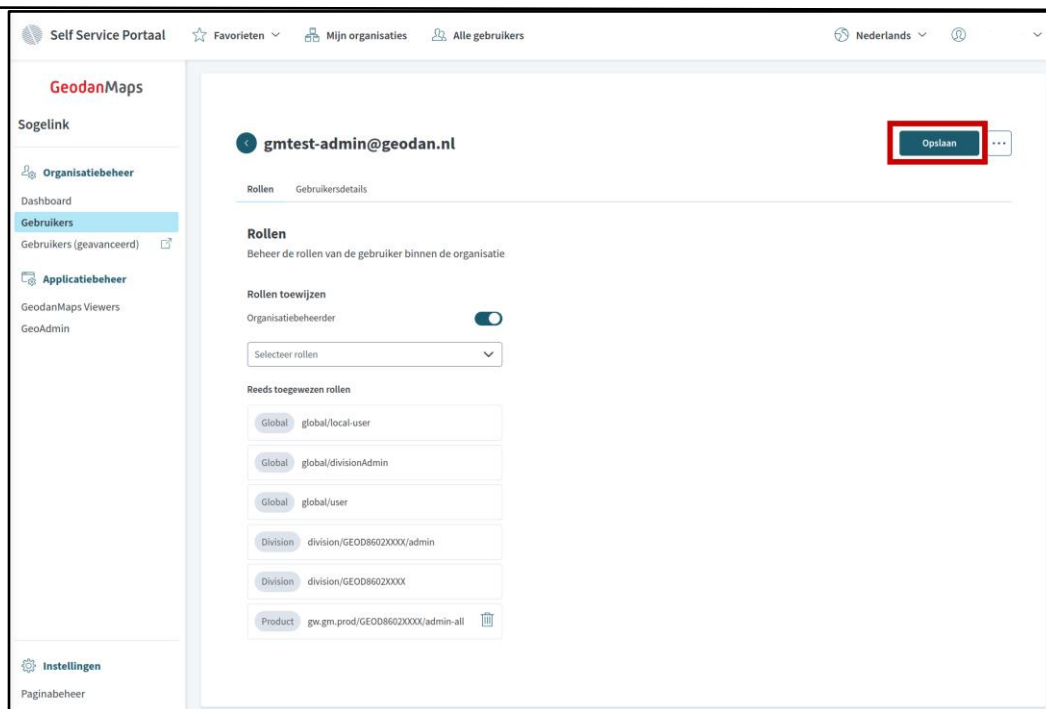 Self Service Portaal
Favorieten
Mijn organisaties
Alle gebruikers
Nederlands
GeodanMaps
Sogelink
Organisatiebeheer
Dashboard
Gebruikers
Gebruikers (geavanceerd)
Applicatiebeheer
GeodanMaps Viewers
GeoAdmin
Instellingen
Paginabeheer
gmtest-admin@geodan.nl
Opslaan
Rollen Gebruikersdetails
Rollen
Beheer de rollen van de gebruiker binnen de organisatie
Rollen toewijzen
Organisatiebeheerder
Selecteer rollen
Reeds toegewezen rollen
Global global/local-user
Global global/divisionAdmin
Global global/user
Division division/GEOD8602XXXX/admin
Division division/GEOD8602XXXX
Product gw.gm.prod/GEOD8602XXXX/admin-all